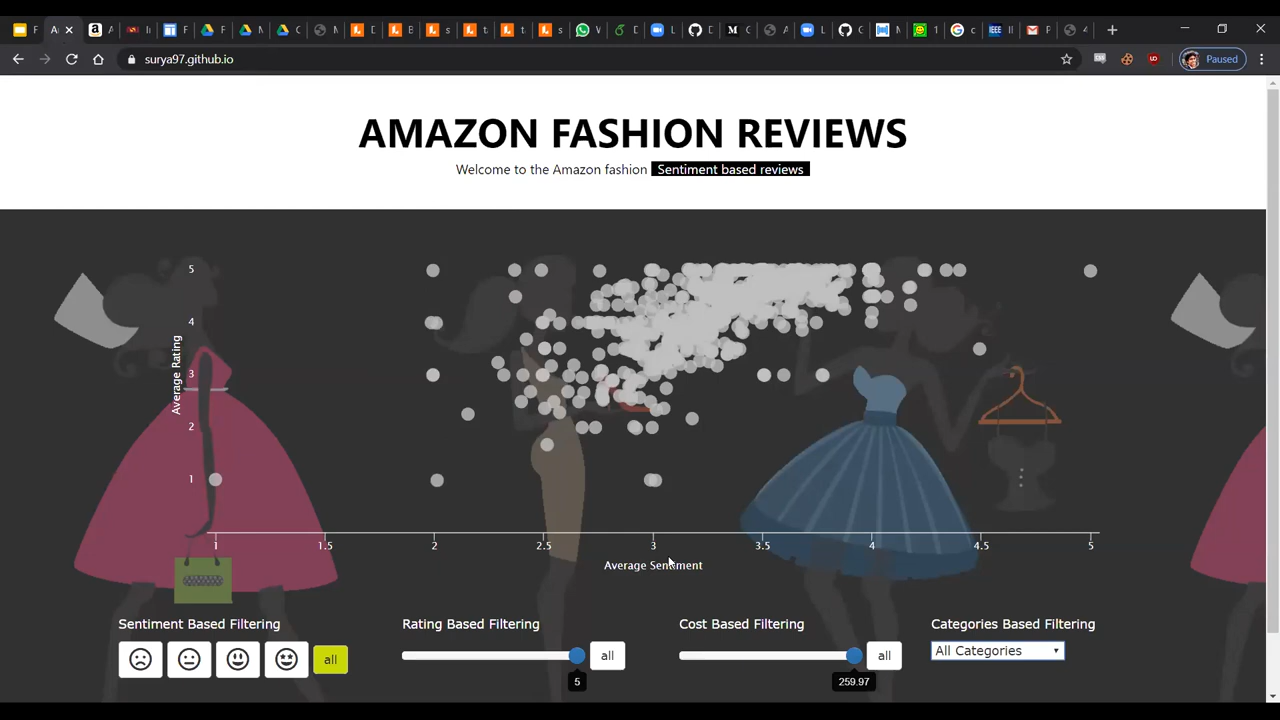 surya97.github.io
Paused
AMAZON FASHION REVIEWS
Welcome to the Amazon fashion Sentiment based reviews
5
4
3
2
1
Average Rating
1 1.5 2 2.5 3 3.5 4 4.5 5
Average Sentiment
Sentiment Based Filtering
all
Rating Based Filtering
all
5
Cost Based Filtering
all
259.97
Categories Based Filtering
All Categories